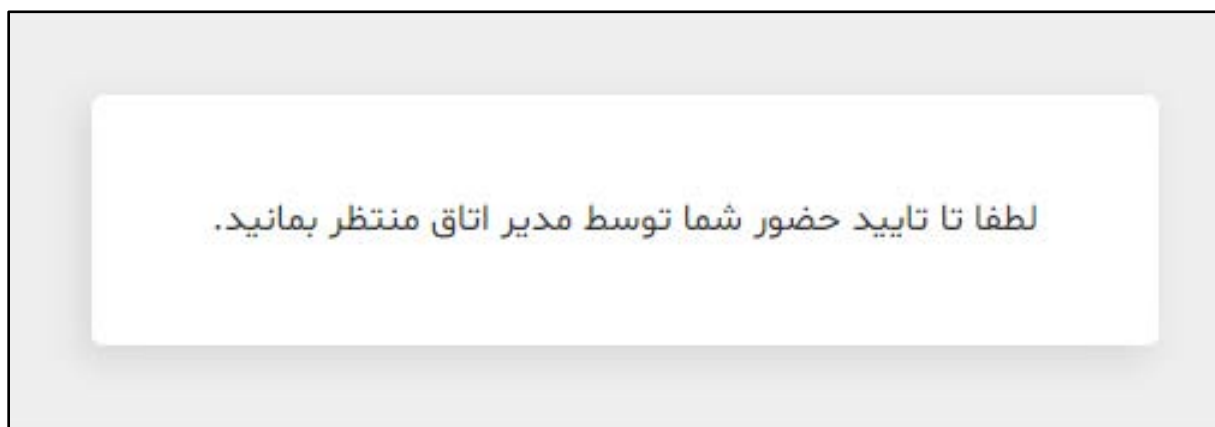 لطفا تا تایید حضور شما توسط مدیر اتاق منتظر بمانید.